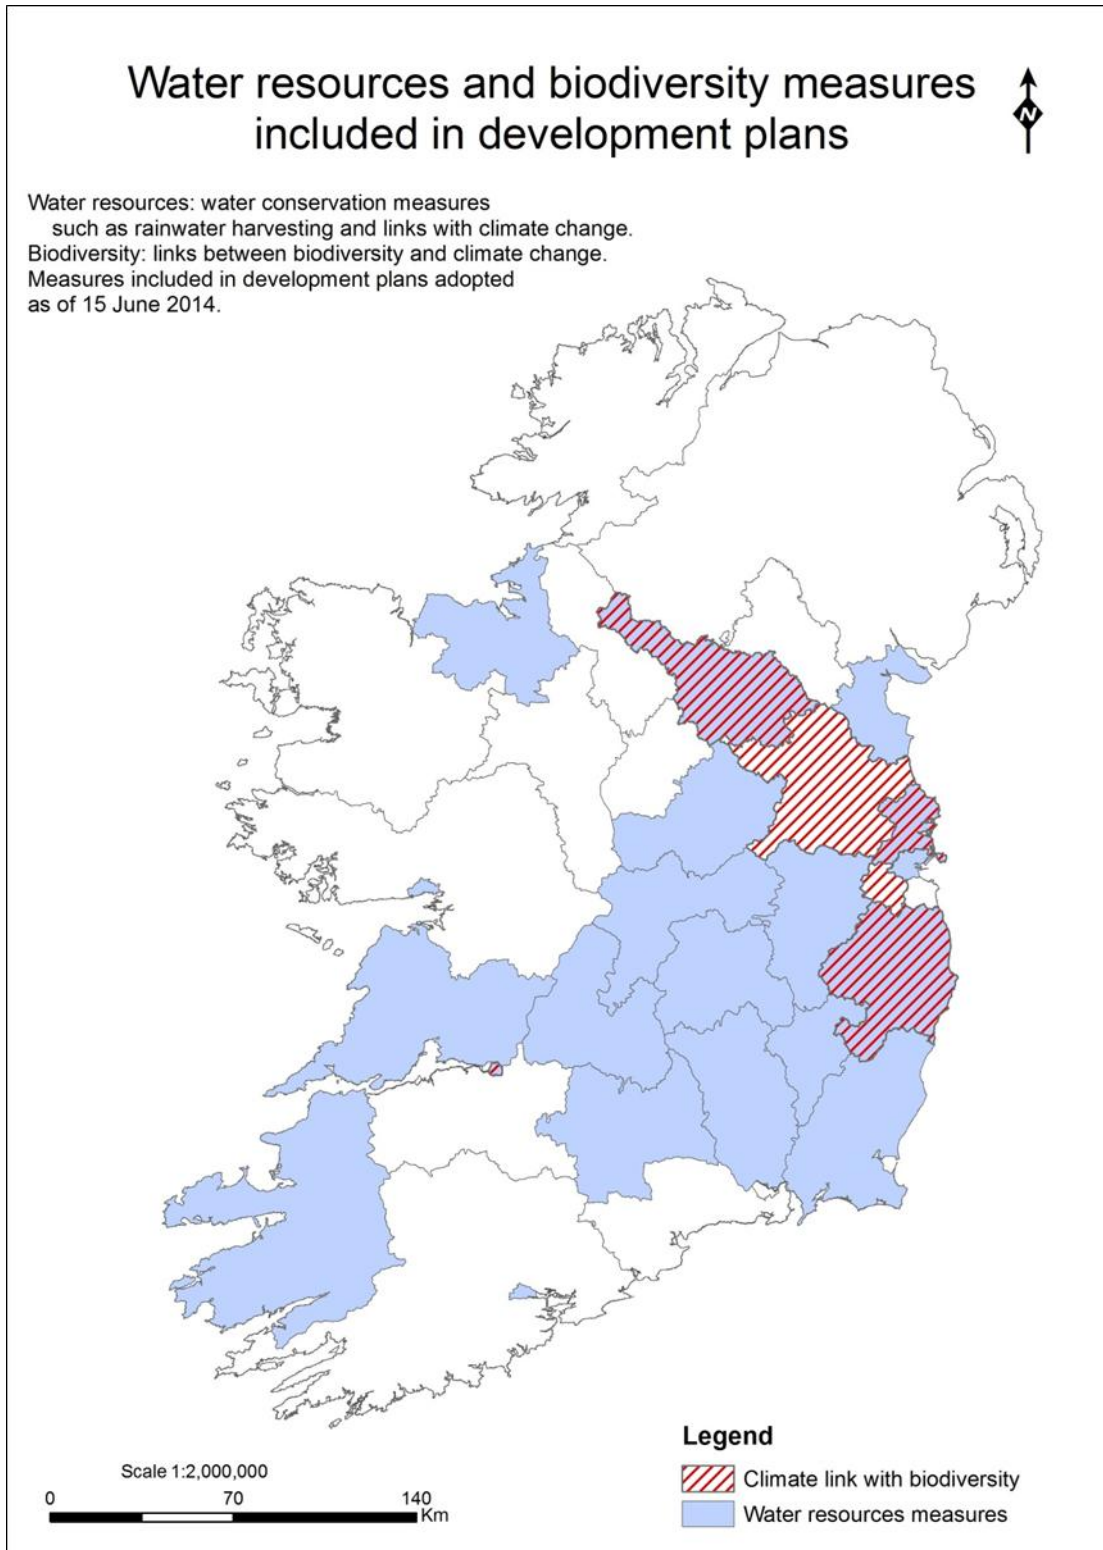 Water resources and biodiversity measures
included in development plans
N
Water resources: water conservation measures
such as rainwater harvesting and links with climate change.
Biodiversity: links between biodiversity and climate change.
Measures included in development plans adopted
as of 15 June 2014.
Legend
Climate link with biodiversity
Water resources measures
Scale 1:2,000,000
0 70 140
Km